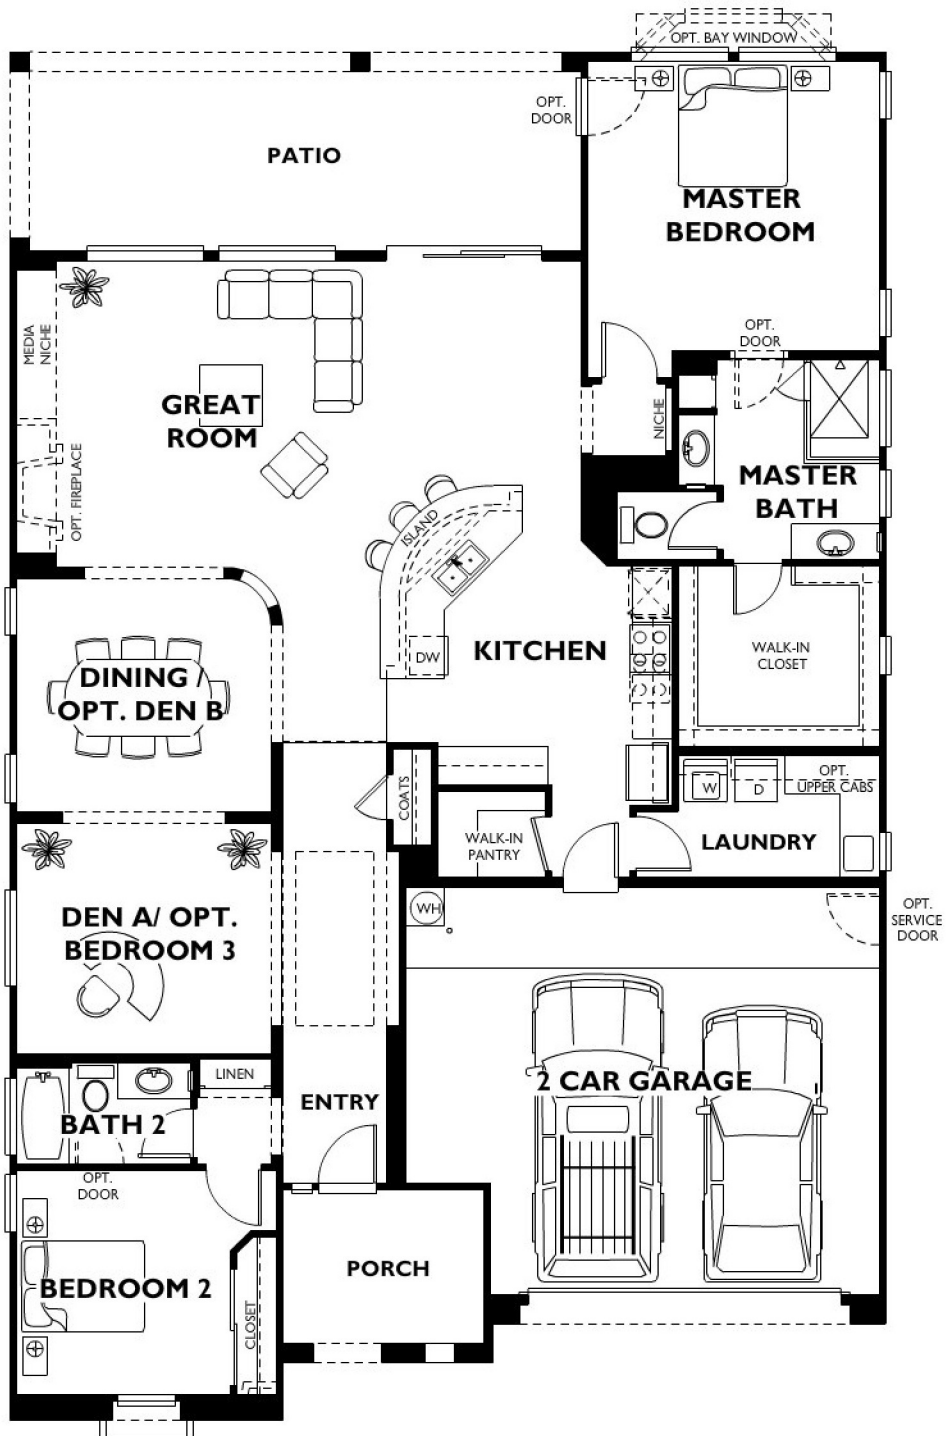 OPT. BAY WINDOW
OPT.
DOOR
PATIO
MASTER
BEDROOM
OPT.
DOOR
MEDIA
NICHE
GREAT
ROOM
NICHE
OPT. FIREPLACE
MASTER
BATH
ISLAND
DW
KITCHEN
WALK-IN
CLOSET
DINING /
OPT. DEN B
COATS
W
D
OPT.
UPPER CABS
WALK-IN
PANTRY
LAUNDRY
DEN A/ OPT.
BEDROOM 3
WH
OPT.
SERVICE
DOOR
LINEN
ENTRY
2 CAR GARAGE
BATH 2
OPT.
DOOR
BEDROOM 2
CLOSET
PORCH